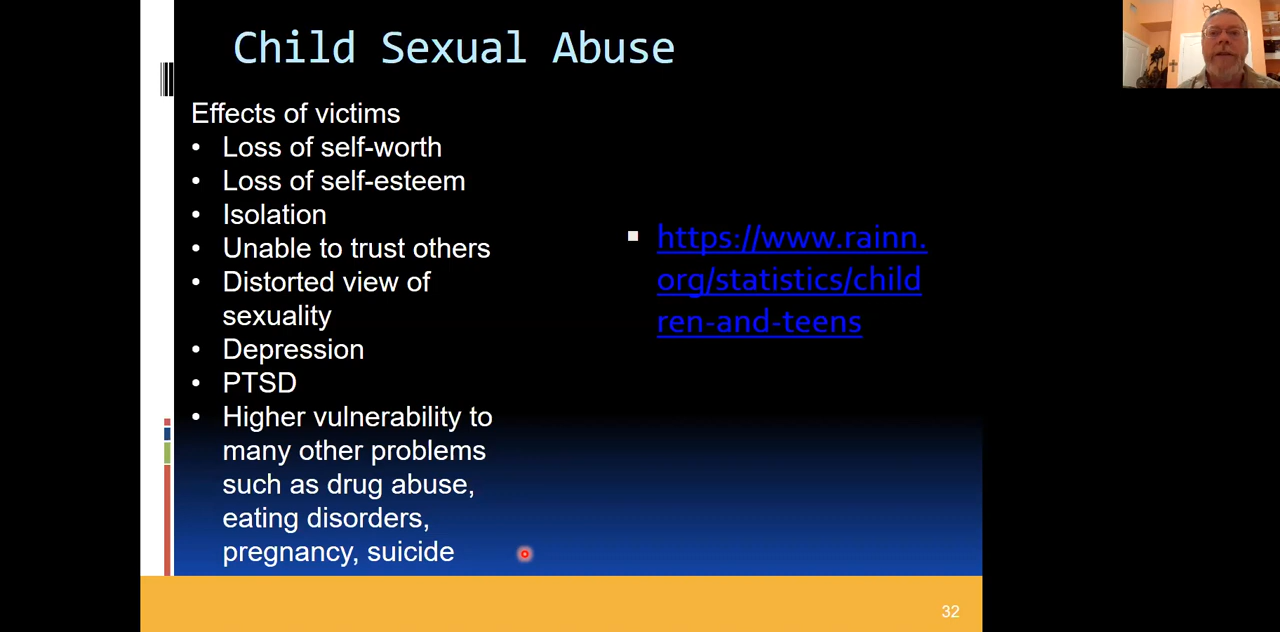 Child Sexual Abuse
Effects of victims
• Loss of self-worth
• Loss of self-esteem
• Isolation
• Unable to trust others
• Distorted view of
sexuality
• Depression
• PTSD
• Higher vulnerability to
many other problems
such as drug abuse,
eating disorders,
pregnancy, suicide
https://www.rainn.
org/statistics/child
ren-and-teens
32